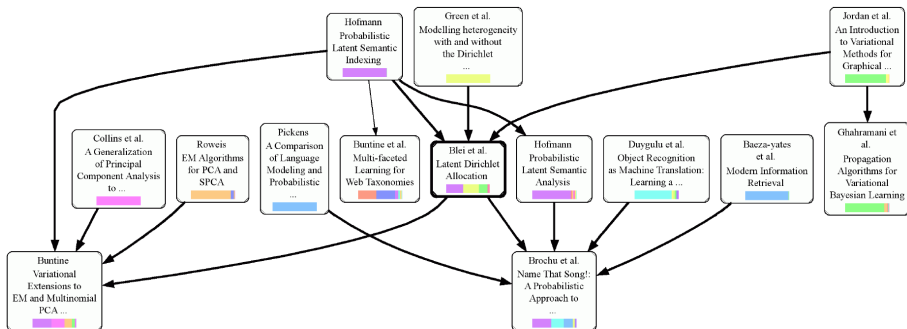 Hofmann
Probabilistic
Latent Semantic
Indexing
Green et al.
Modelling heterogeneity
with and without
the Dirichlet
...
Jordan et al.
An Introduction
to Variational
Methods for
Graphical ...
Collins et al.
A Generalization
of Principal
Component Analysis
to ...
Roweis
EM Algorithms
for PCA and
SPCA
Pickens
A Comparison
of Language
Modeling and
Probabilistic
...
Buntine et al.
Multi-faceted
Learning for
Web Taxonomies
Blei et al.
Latent Dirichlet
Allocation
Hofmann
Probabilistic
Latent Semantic
Analysis
Duygulu et al.
Object Recognition
as Machine Translation:
Learning a ...
Baeza-yates
et al.
Modern Information
Retrieval
Ghahramani et
al.
Propagation
Algorithms for
Variational
Bayesian Learning
Buntine
Variational
Extensions to
EM and Multinomial
PCA ...
Brochu et al.
Name That Song!:
A Probabilistic
Approach to
...